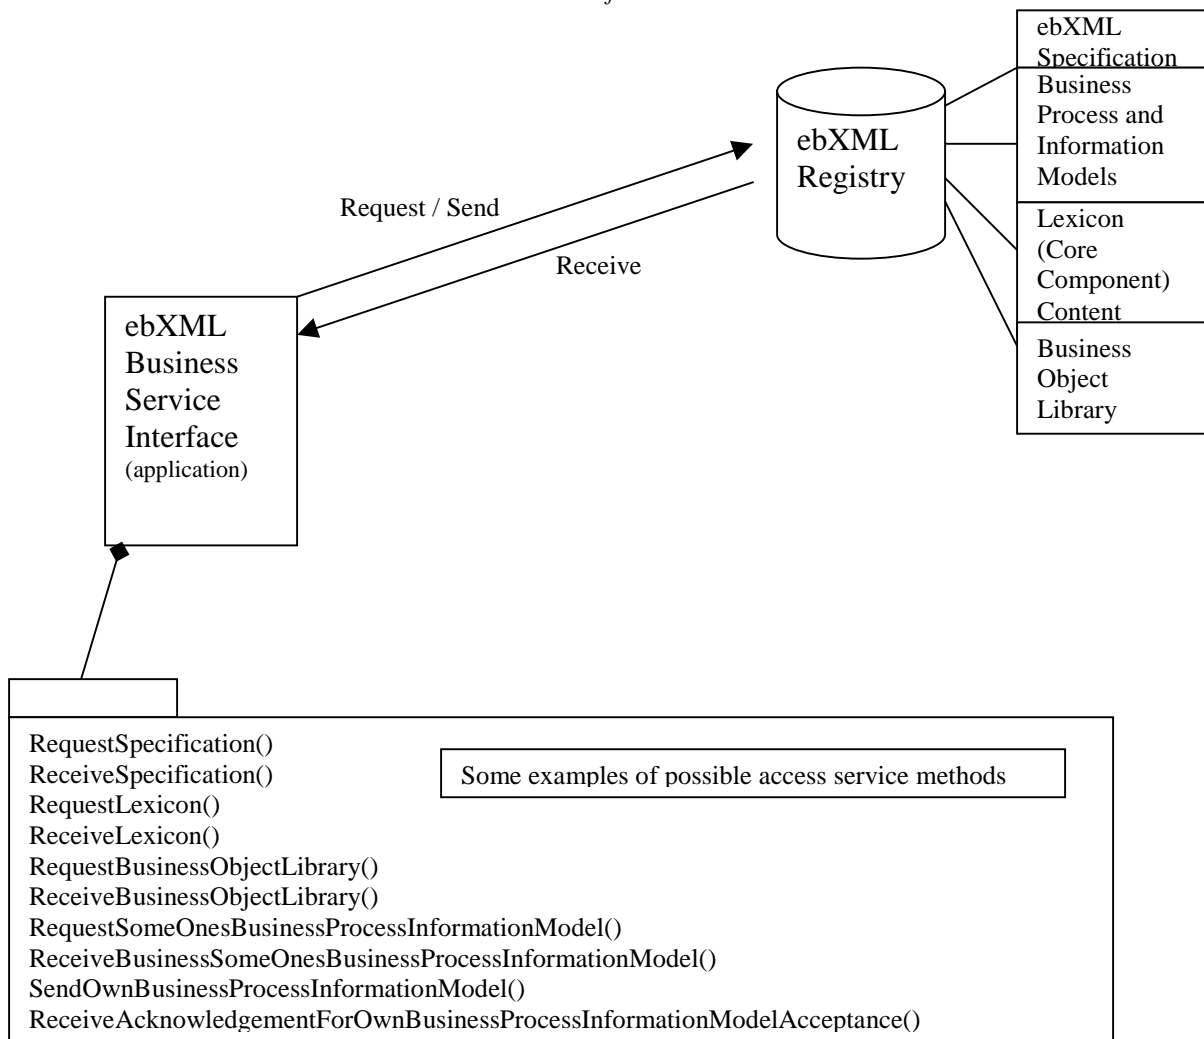 ebXML
Specification
Business
Process and
Information
Models
Lexicon
(Core
Component)
Content
Business
Object
Library
ebXML
Registry
Request / Send
Receive
ebXML
Business
Service
Interface
(application)
RequestSpecification()
ReceiveSpecification()
RequestLexicon()
ReceiveLexicon()
RequestBusinessObjectLibrary()
ReceiveBusinessObjectLibrary()
RequestSomeOnesBusinessProcessInformationModel()
ReceiveBusinessSomeOnesBusinessProcessInformationModel()
SendOwnBusinessProcessInformationModel()
ReceiveAcknowledgementForOwnBusinessProcessInformationModelAcceptance()
Some examples of possible access service methods